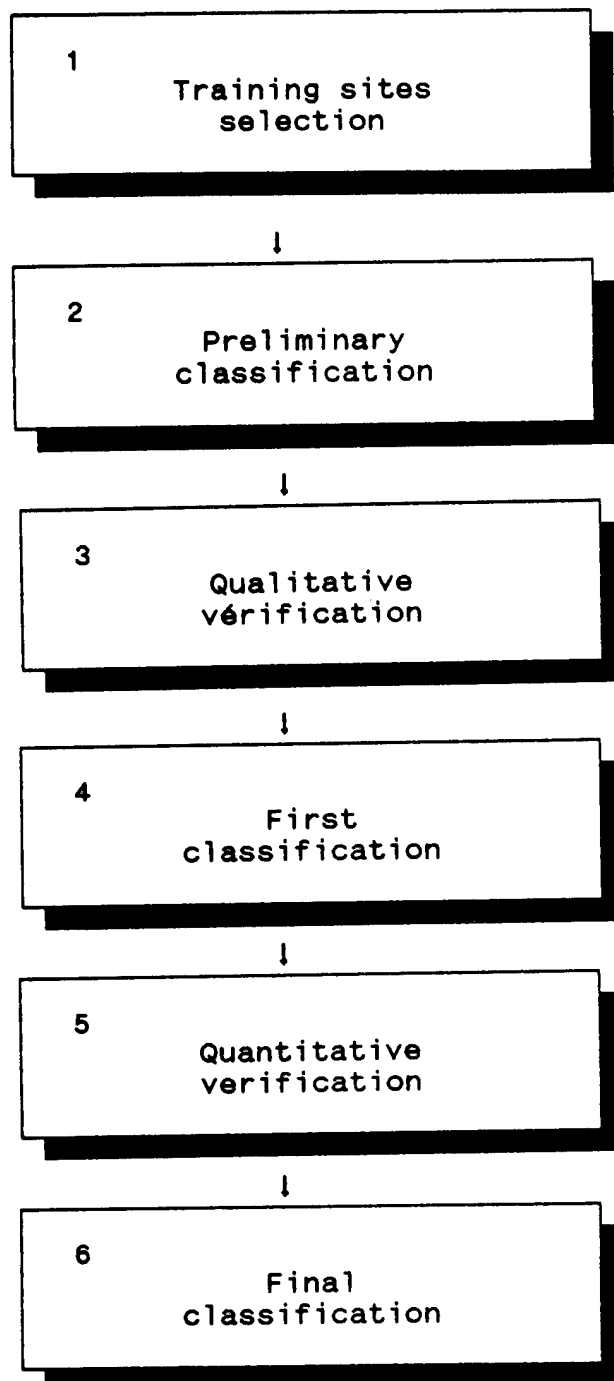 1
Training sites
selection
2
Preliminary
classification
3
Qualitative
vérification
4
First
classification
5
Quantitative
verification
6
Final
classification